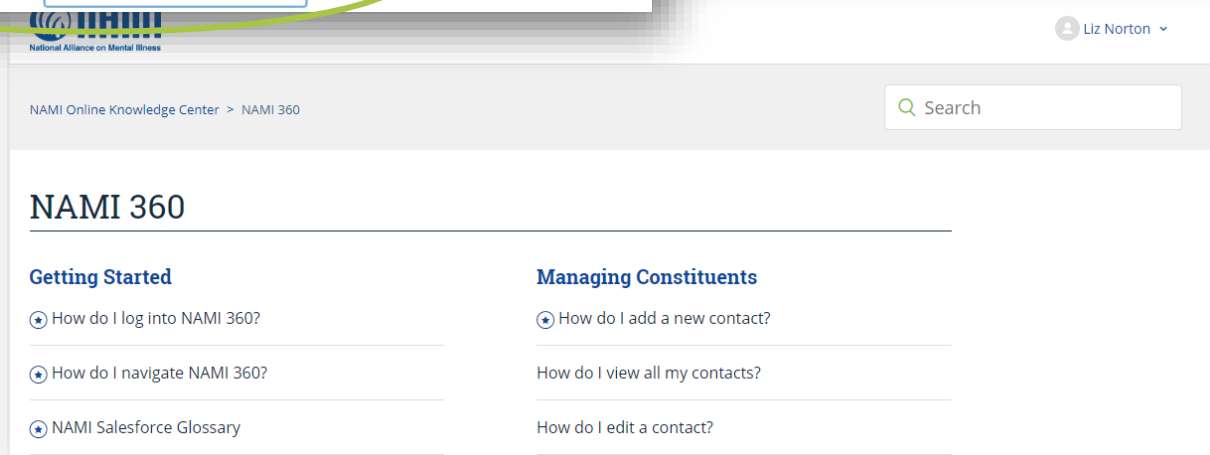 National Alliance on Mental Illness
Liz Norton
NAMI Online Knowledge Center > NAMI 360
Search
NAMI 360
Getting Started
How do I log into NAMI 360?
How do I navigate NAMI 360?
NAMI Salesforce Glossary
Managing Constituents
How do I add a new contact?
How do I view all my contacts?
How do I edit a contact?